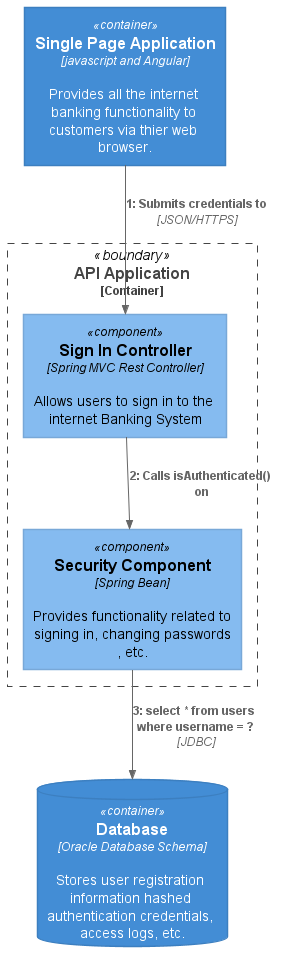 «container»
Single Page Application
[javascript and Angular]
Provides all the internet
banking functionality to
customers via thier web
browser.
1: Submits credentials to
[JSON/HTTPS]
«boundary»
API Application
[Container]
«component»
Sign In Controller
[Spring MVC Rest Controller]
Allows users to sign in to the
internet Banking System
2: Calls isAuthenticated()
on
«component»
Security Component
[Spring Bean]
Provides functionality related to
signing in, changing passwords
, etc.
3: select * from users
where username = ?
[JDBC]
«container»
Database
[Oracle Database Schema]
Stores user registration
information hashed
authentication credentials,
access logs, etc.